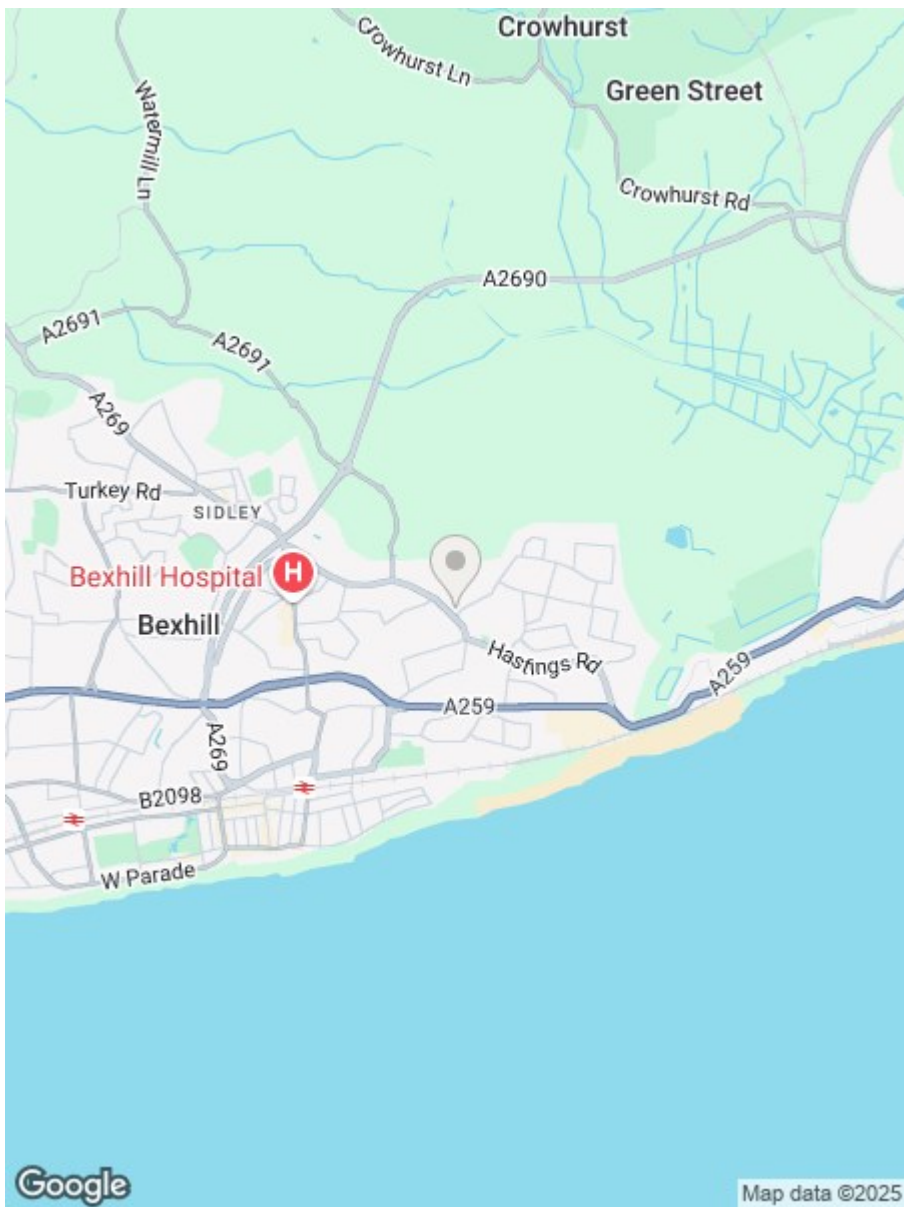 Crowhurst
Crowhurst Ln
Green Street
Watermill Ln
Crowhurst Rd
A2690
A2691
A2691
A269
Turkey Rd
SIDLEY
Bexhill Hospital
H
Bexhill
Hastings Rd
A259
A259
A269
B2098
W Parade
Google
Map data ©2025